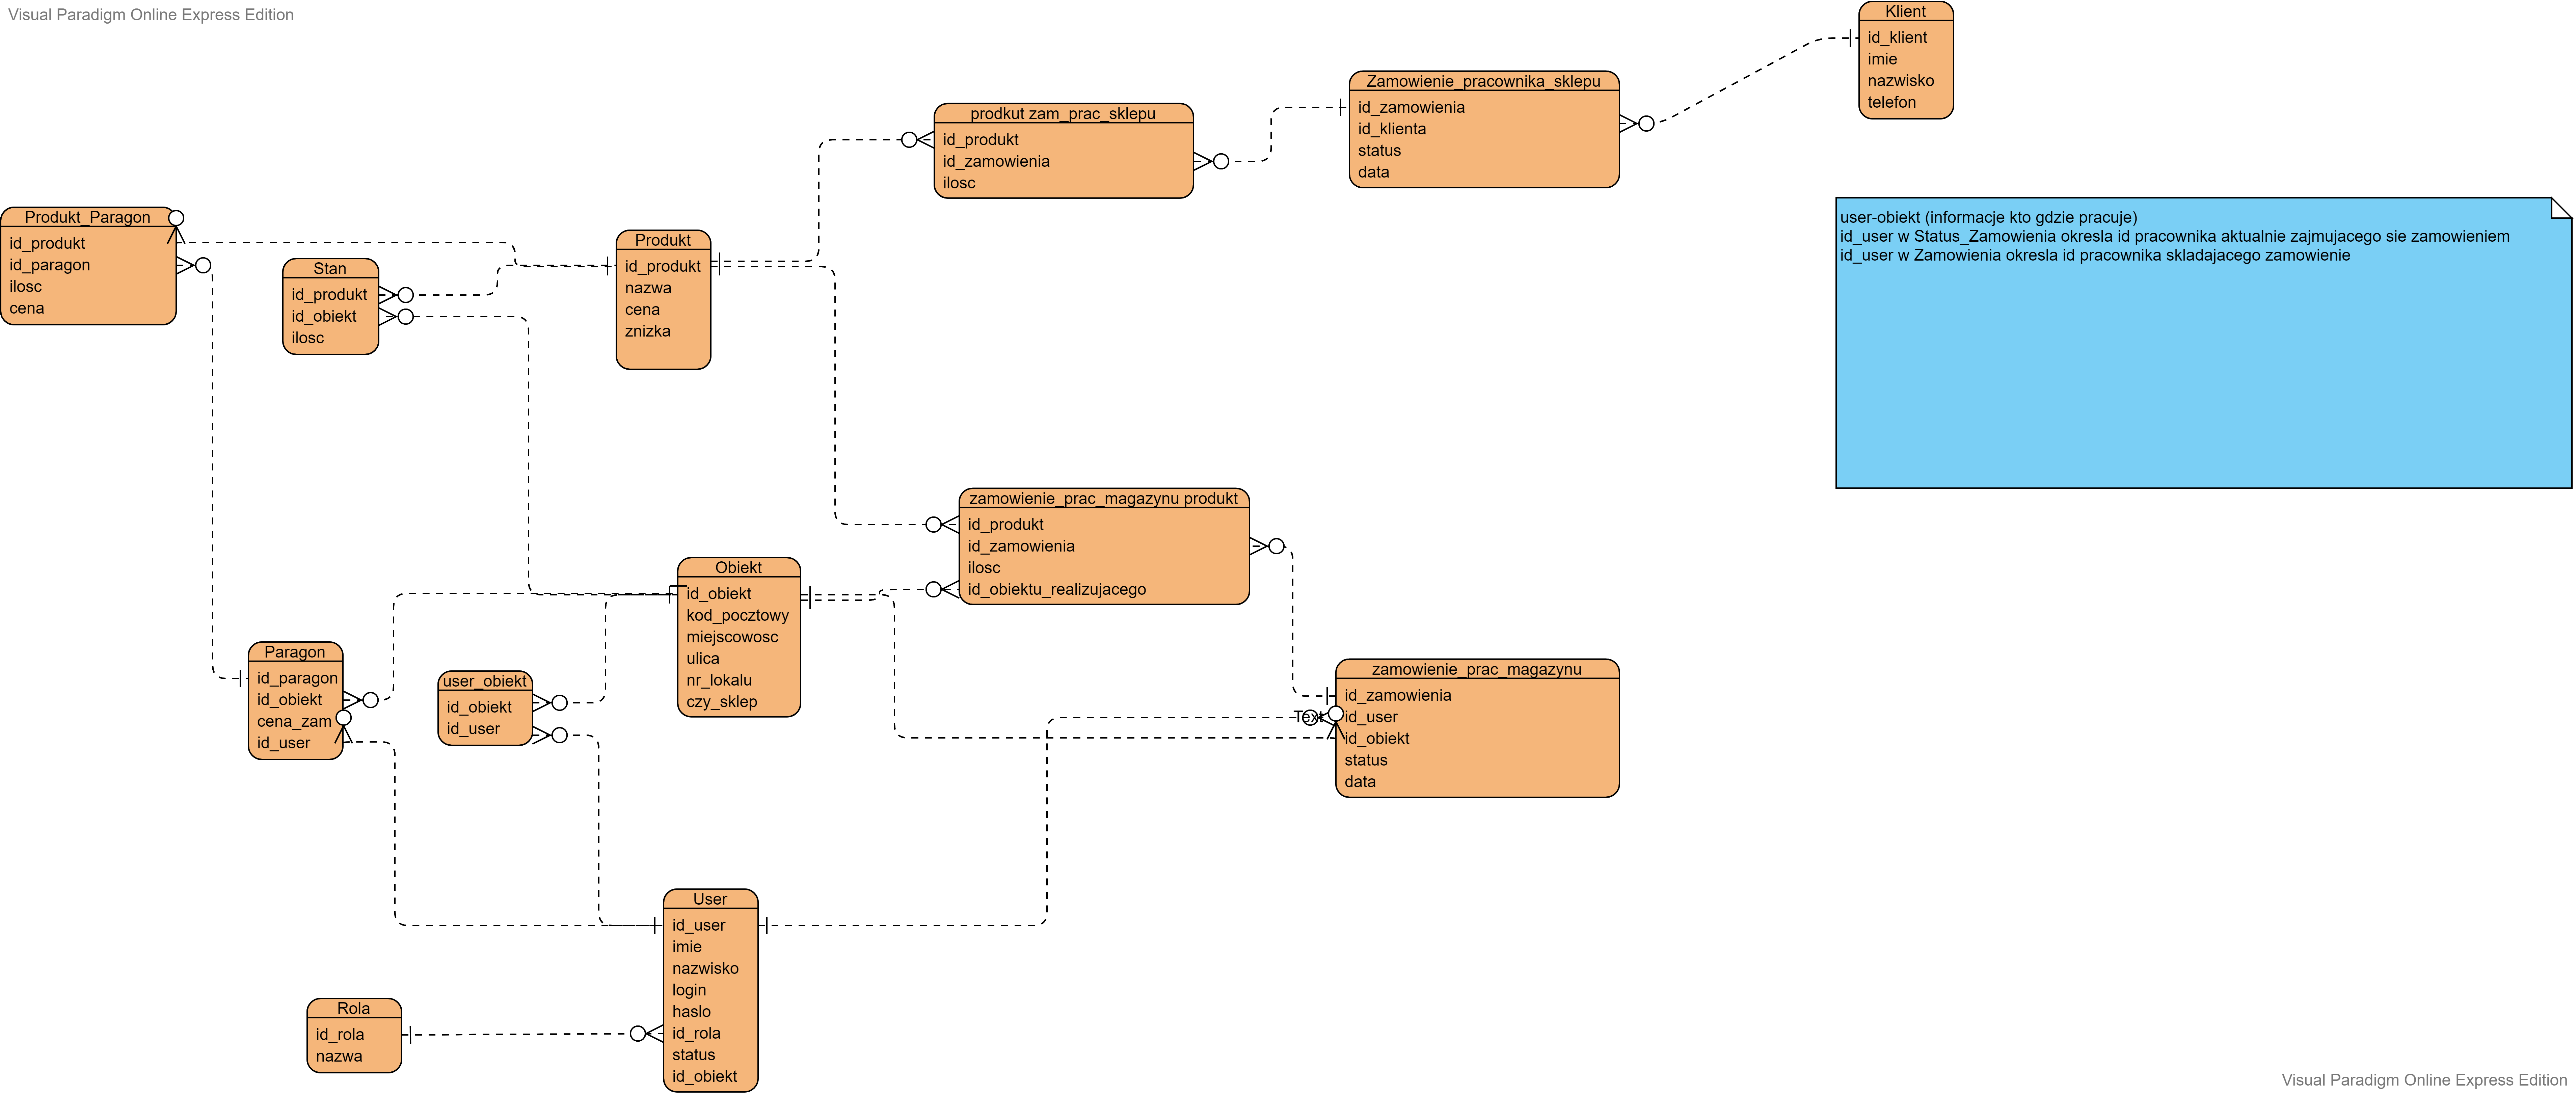 Visual Paradigm Online Express Edition
Klient
id_klient
imie
nazwisko
telefon
Zamowienie_pracownika_sklepu
id_zamowienia
id_klienta
status
data
prodkut zam_prac_sklepu
id_produkt
id_zamowienia
ilosc
user-obiekt (informacje kto gdzie pracuje)
id_user w Status_Zamowienia okresla id pracownika aktualnie zajmujacego sie zamowieniem
id_user w Zamowienia okresla id pracownika skladajacego zamowienie
Produkt_Paragon
id_produkt
id_paragon
ilosc
cena
Stan
id_produkt
id_obiekt
ilosc
Produkt
id_produkt
nazwa
cena
znizka
zamowienie_prac_magazynu produkt
id_produkt
id_zamowienia
ilosc
id_obiektu_realizujacego
Obiekt
id_obiekt
kod_pocztowy
miejscowosc
ulica
nr_lokalu
czy_sklep
Paragon
id_paragon
id_obiekt
cena_zam
id_user
user_obiekt
id_obiekt
id_user
zamowienie_prac_magazynu
id_zamowienia
Text
id_user
id_obiekt
status
data
User
id_user
imie
nazwisko
login
haslo
id_rola
status
id_obiekt
Rola
id_rola
nazwa
Visual Paradigm Online Express Edition